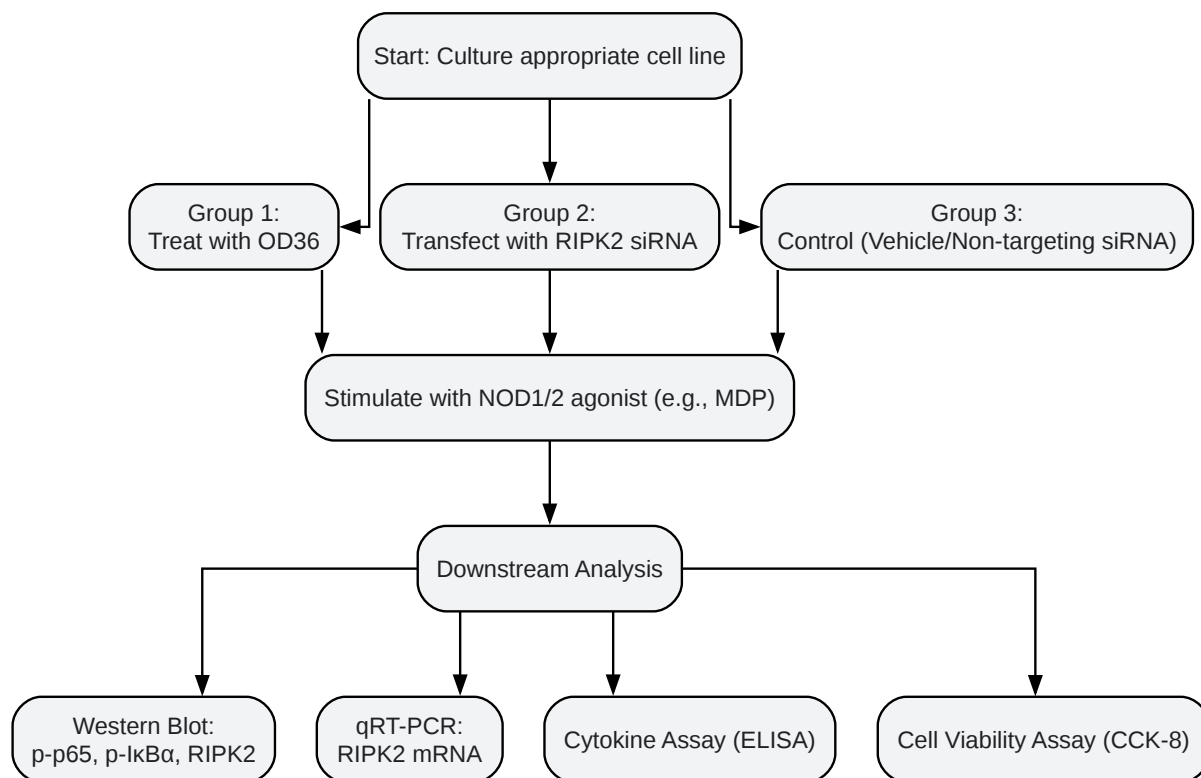 Start: Culture appropriate cell line
Group 1:
Treat with OD36
Group 2:
Transfect with RIPK2 siRNA
Group 3:
Control (Vehicle/Non-targeting siRNA)
Stimulate with NOD1/2 agonist (e.g., MDP)
Downstream Analysis
Western Blot:
p-p65, p-IκBα, RIPK2
qRT-PCR:
RIPK2 mRNA
Cytokine Assay (ELISA)
Cell Viability Assay (CCK-8)